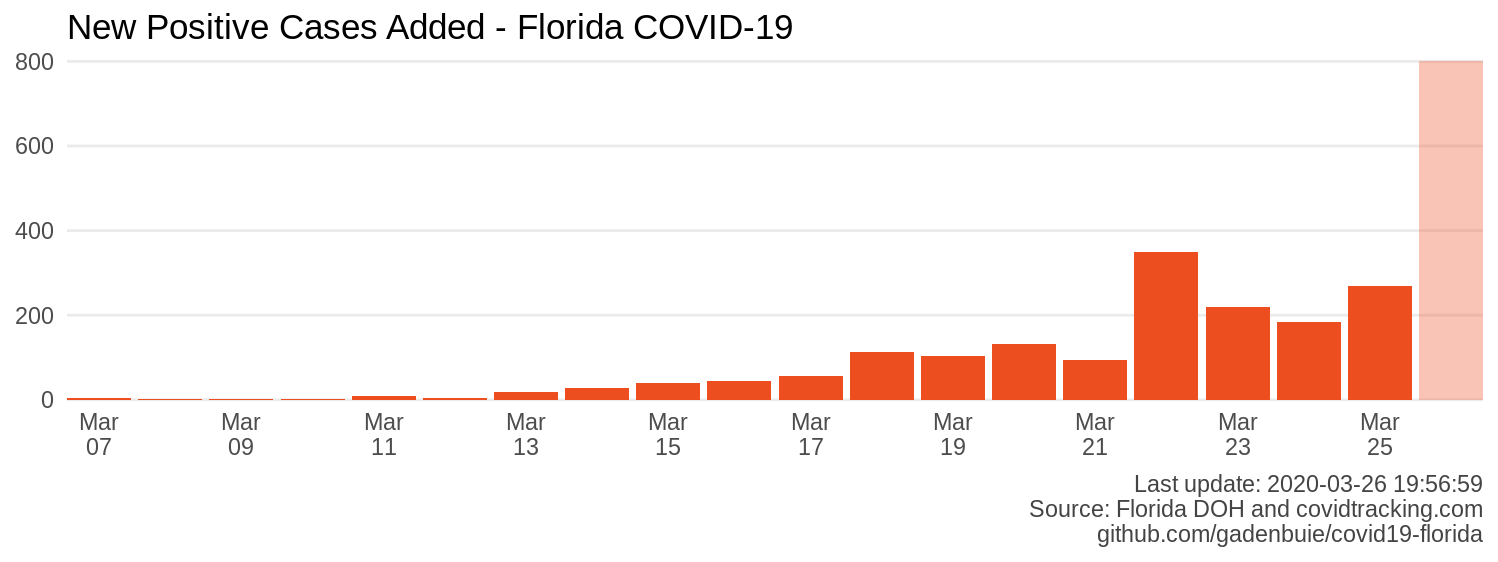 New Positive Cases Added - Florida COVID-19
800
600
400
200
0
Mar Mar Mar Mar Mar Mar Mar Mar Mar Mar
07 09 11 13 15 17 19 21 23 25
Last update: 2020-03-26 19:56:59
Source: Florida DOH and covidtracking.com
github.com/gadenbuie/covid19-florida